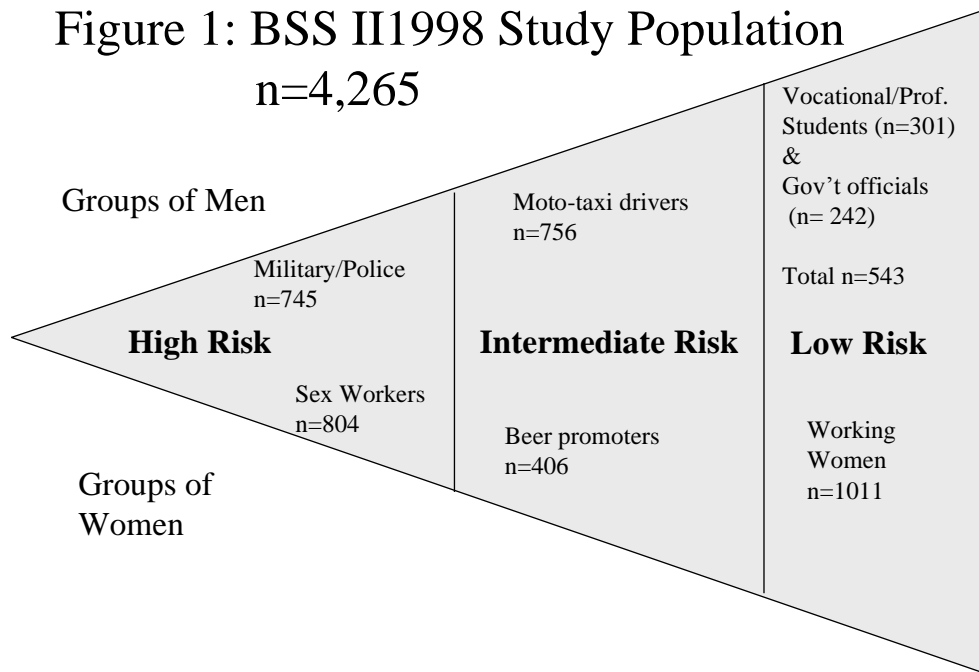 Figure 1: BSS II1998 Study Population
n=4,265
Groups of Men
Military/Police
n=745
High Risk
Sex Workers
n=804
Groups of
Women
Moto-taxi drivers
n=756
Intermediate Risk
Beer promoters
n=406
Vocational/Prof.
Students (n=301)
&
Gov't officials
(n= 242)
Total n=543
Low Risk
Working
Women
n=1011